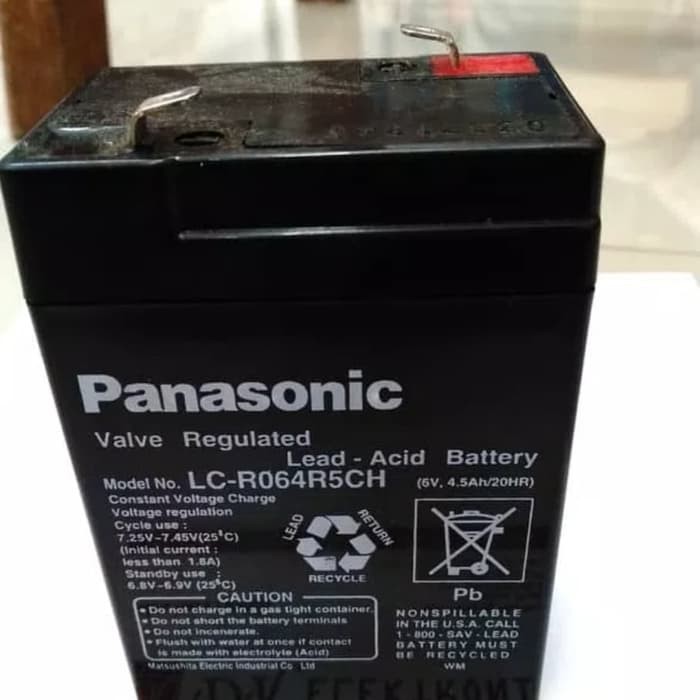 Panasonic
Valve Regulated
Lead - Acid Battery
Model No. LC-R064R5CH (6V, 4.5Ah/20HR)
Constant Voltage Charge
Voltage regulation
Cycle use :
7.25V~7.45V(25°C)
(Initial current :
less than 1.8A)
Standby use :
6.8V~6.9V (25°C)
LEAD
RETURN
RECYCLE
Pb
CAUTION
• Do not charge in a gas tight container.
• Do not short the battery terminals
• Do not incenerate.
• Flush with water at once if contact
is made with electrolyte (Acid)
Matsushita Electric Industrial Co Ltd
NONSPILLABLE
IN THE U.S.A. CALL
1 - 800 - SAV - LEAD
BATTERY MUST
BE RECYCLED
WM